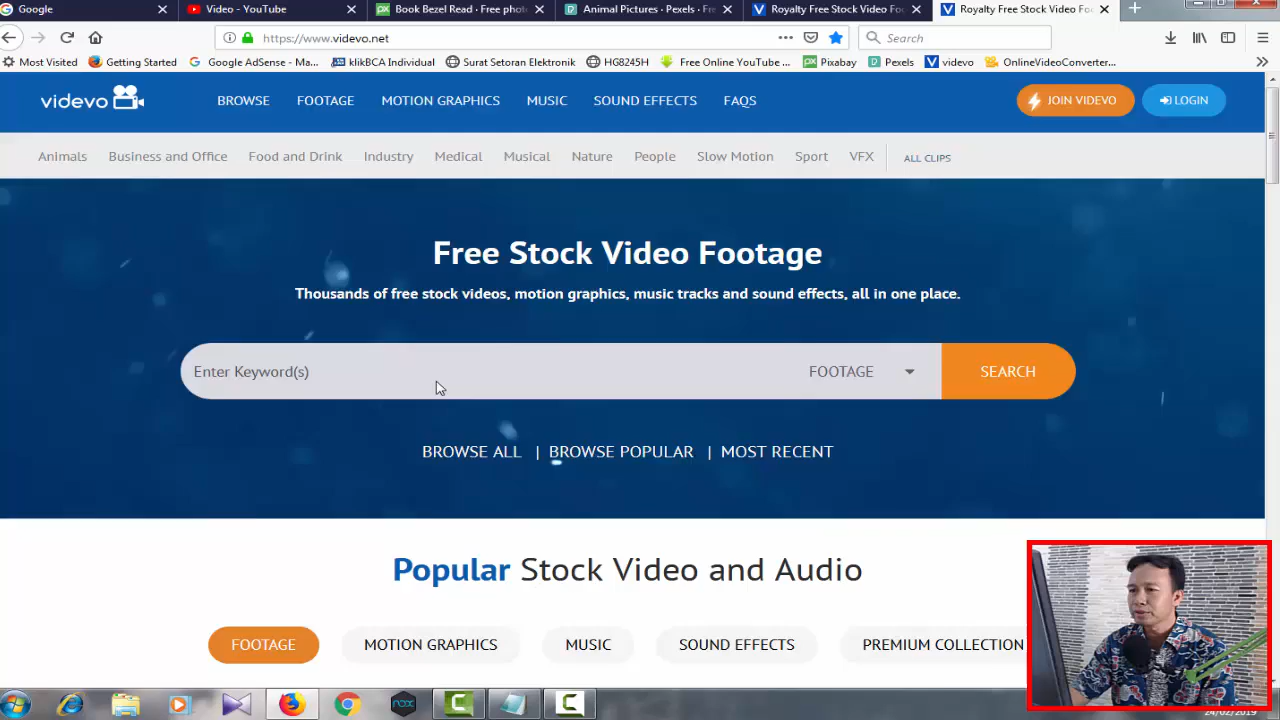 Google
Video - YouTube
Book Bezel Read · Free phot
Animal Pictures · Pexels · Fr
Royalty Free Stock Video Fo
Royalty Free Stock Video Fo
https://www.videvo.net
Search
Most Visited Getting Started Google AdSense - Ma... klikBCA Individual Surat Setoran Elektronik HG8245H Free Online YouTube ... Pixabay Pexels videvo OnlineVideoConverter...
videvo BROWSE FOOTAGE MOTION GRAPHICS MUSIC SOUND EFFECTS FAQS JOIN VIDEVO LOGIN
Animals Business and Office Food and Drink Industry Medical Musical Nature People Slow Motion Sport VFX ALL CLIPS
Free Stock Video Footage
Thousands of free stock videos, motion graphics, music tracks and sound effects, all in one place.
Enter Keyword(s) FOOTAGE SEARCH
BROWSE ALL | BROWSE POPULAR | MOST RECENT
Popular Stock Video and Audio
FOOTAGE MOTION GRAPHICS MUSIC SOUND EFFECTS PREMIUM COLLECTION
nox
24/02/2019